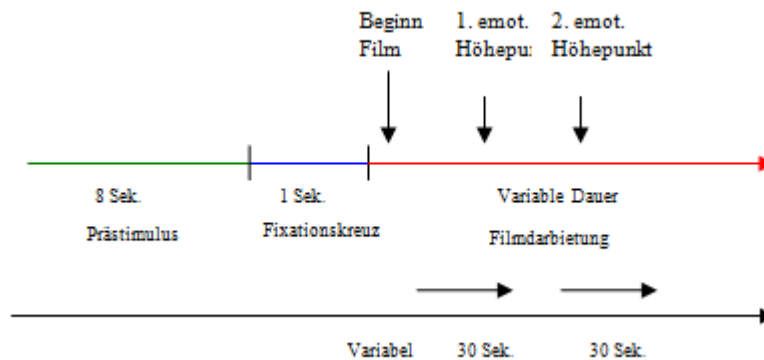 Beginn
Film
1. emot.
Höhepu
2. emot.
Höhepunkt
8 Sek.
Prästimulus
1 Sek.
Fixationskreuz
Variable Dauer
Filmdarbietung
Variabel
30 Sek.
30 Sek.